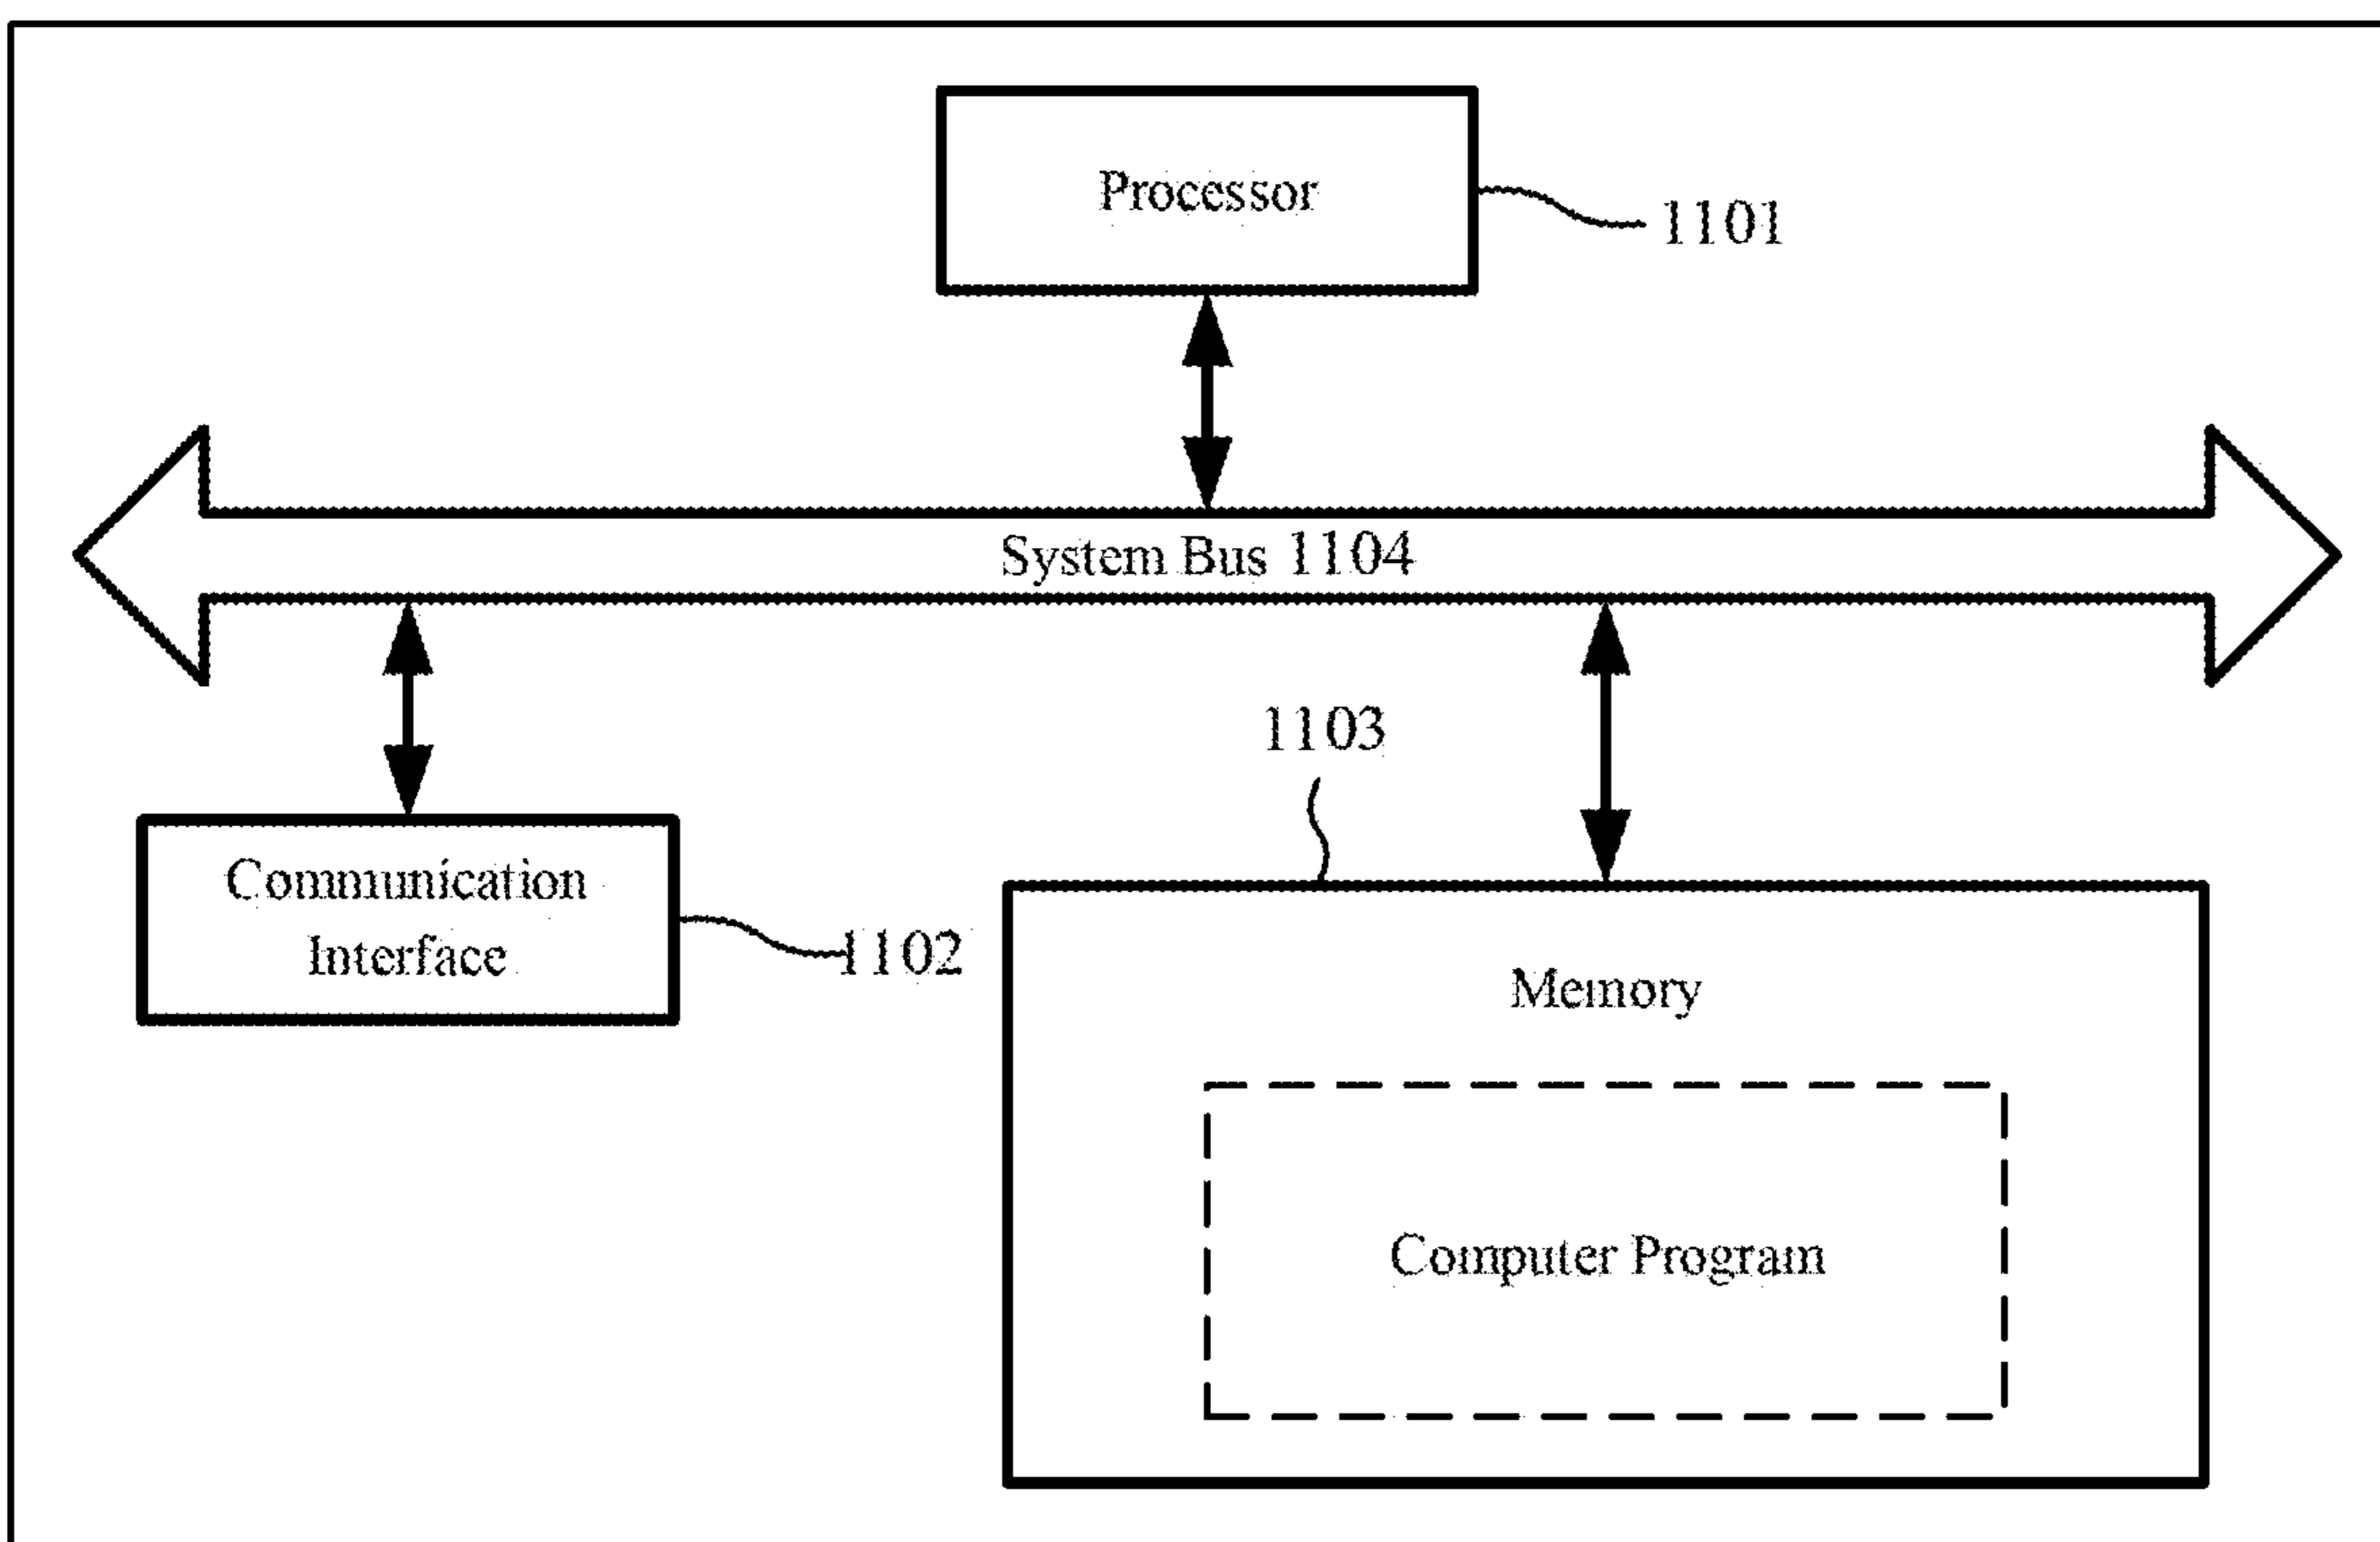 Processor
1101
System Bus 1104
1103
Communication
Interface
1102
Memory
Computer Program